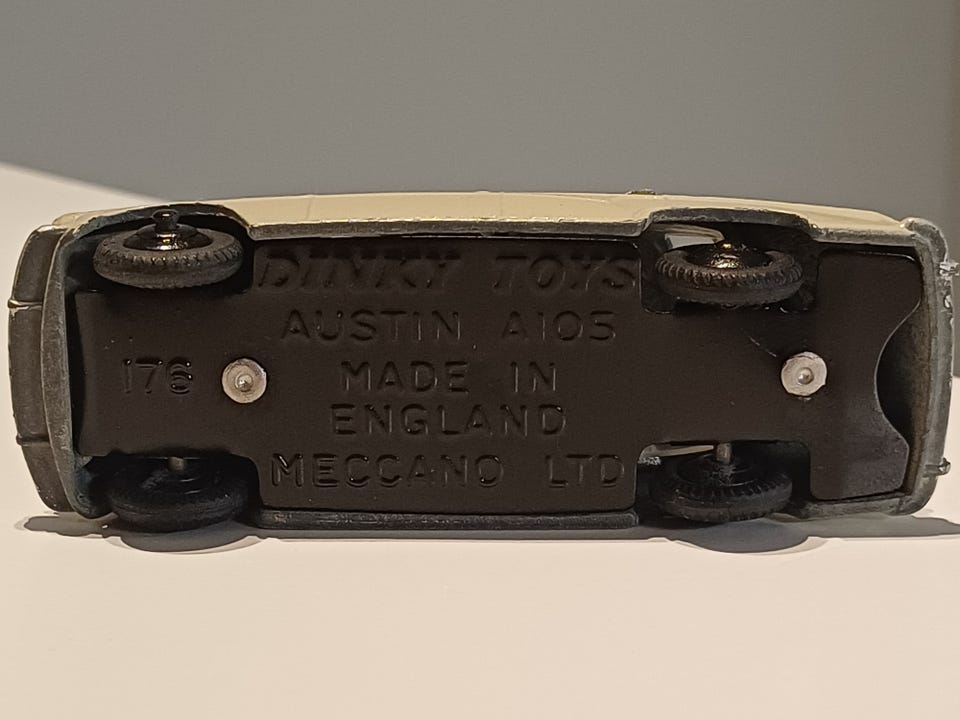 DINKY TOYS
AUSTIN A105
176
MADE IN
ENGLAND
MECCANO LTD